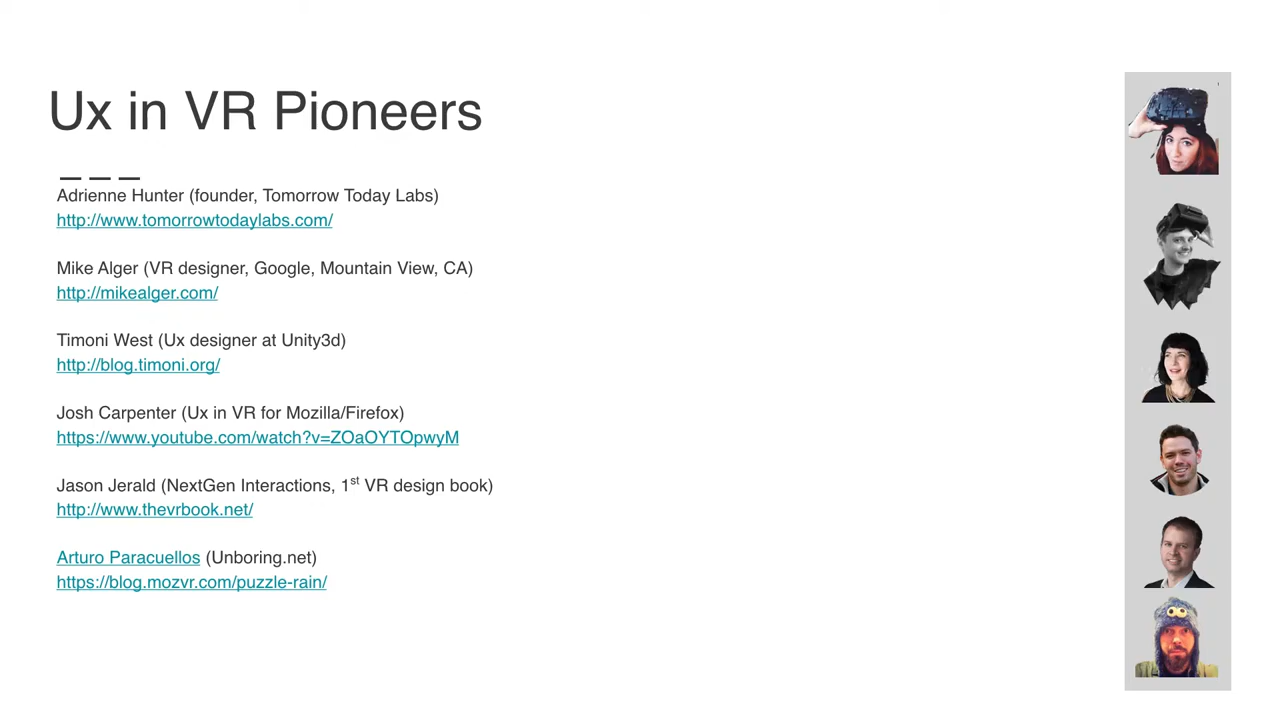 Ux in VR Pioneers
Adrienne Hunter (founder, Tomorrow Today Labs)
http://www.tomorrowtodaylabs.com/
Mike Alger (VR designer, Google, Mountain View, CA)
http://mikealger.com/
Timoni West (Ux designer at Unity3d)
http://blog.timoni.org/
Josh Carpenter (Ux in VR for Mozilla/Firefox)
https://www.youtube.com/watch?v=ZOaOYTOpwyM
Jason Jerald (NextGen Interactions, 1st VR design book)
http://www.thevrbook.net/
Arturo Paracuellos (Unboring.net)
https://blog.mozvr.com/puzzle-rain/